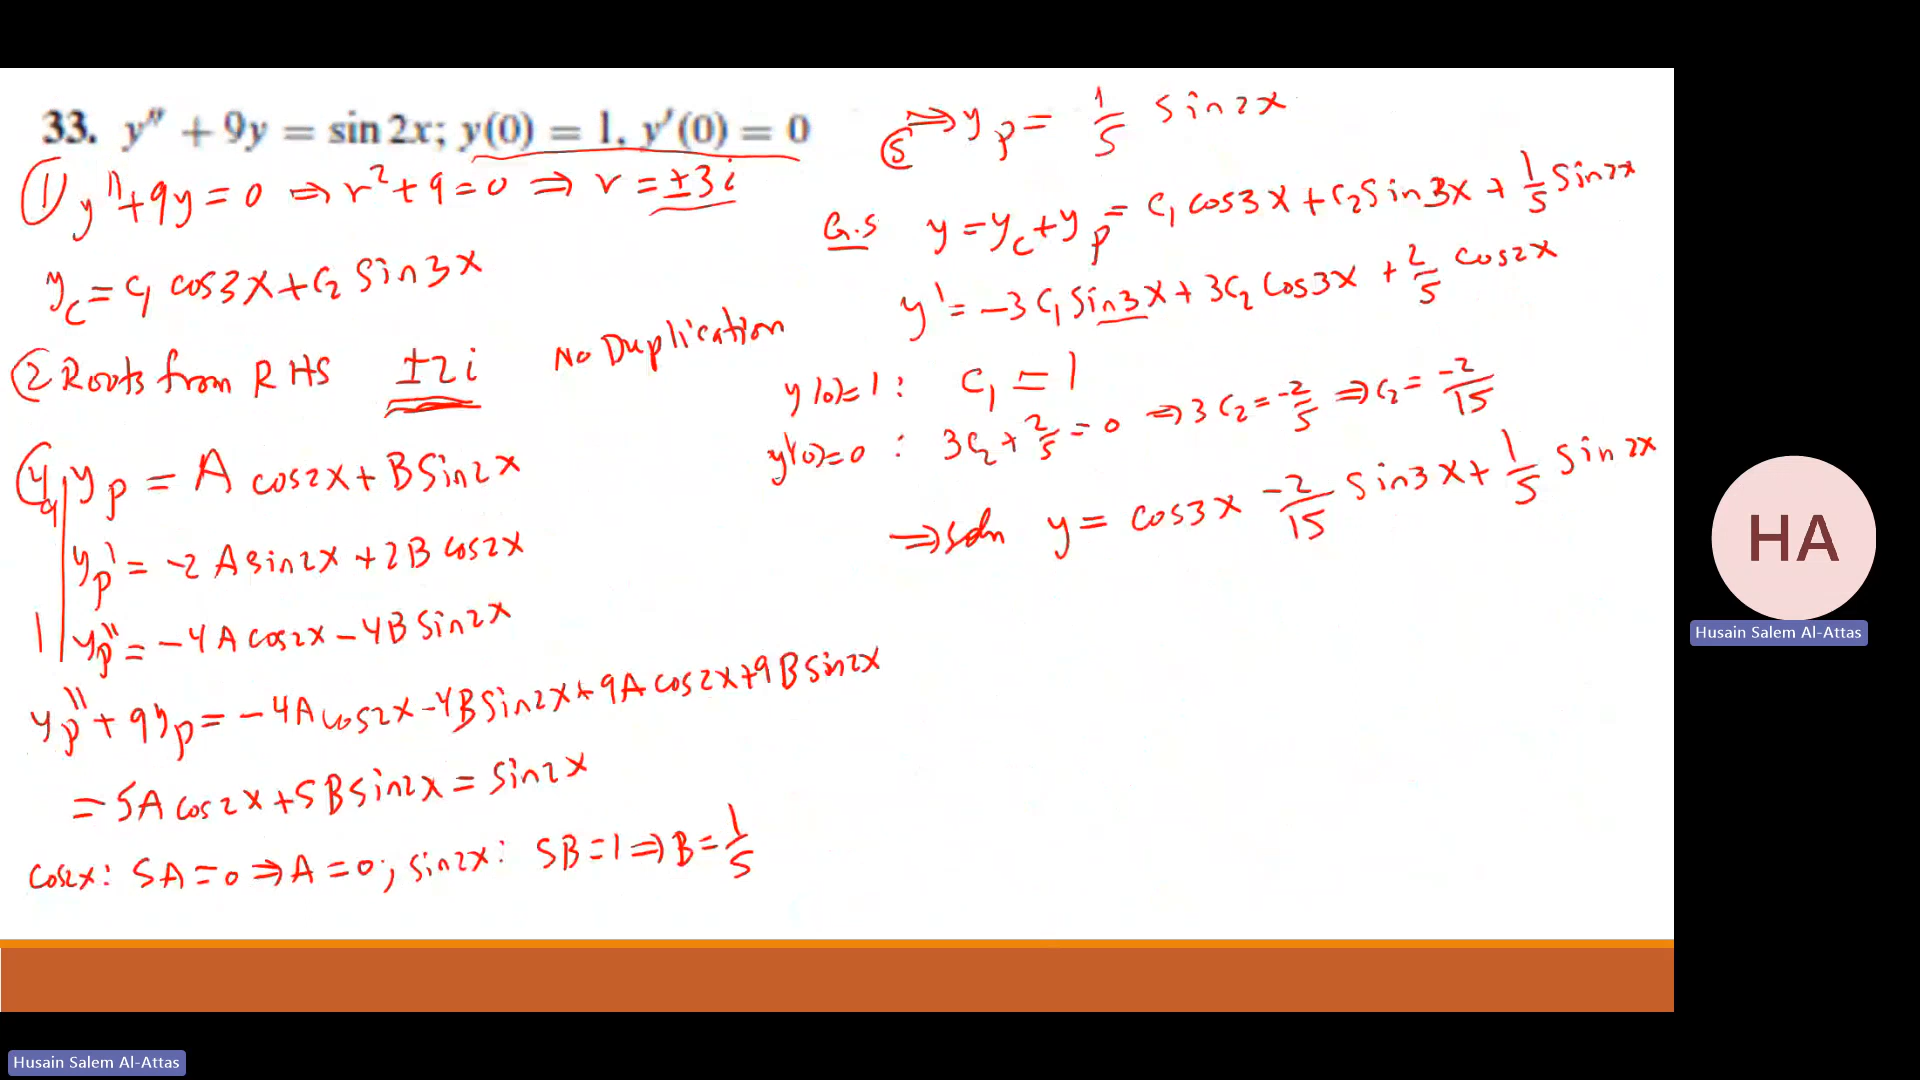 33. y″ + 9y = sin 2x; y(0) = 1, y′(0) = 0
① y″+9y = 0 ⇒ r²+9=0 ⇒ r = ±3i
y_c = c₁ cos3x + c₂ sin3x
② Roots from RHS ±2i No Duplication
y_p = A cos2x + B sin2x
y_p′ = -2A sin2x + 2B cos2x
y_p″ = -4A cos2x - 4B sin2x
y_p″ + 9y_p = -4A cos2x - 4B sin2x + 9A cos2x + 9B sin2x
= 5A cos2x + 5B sin2x = sin2x
cos2x: 5A = 0 ⇒ A = 0; sin2x: 5B = 1 ⇒ B = 1/5
⑤ ⇒ y_p = 1/5 sin2x
G.S y = y_c + y_p = c₁ cos3x + c₂ sin3x + 1/5 sin2x
y′ = -3c₁ sin3x + 3c₂ cos3x + 2/5 cos2x
y(0)=1: c₁ = 1
y′(0)=0: 3c₂ + 2/5 = 0 ⇒ 3c₂ = -2/5 ⇒ c₂ = -2/15
⇒ soln y = cos3x -2/15 sin3x + 1/5 sin2x
HA
Husain Salem Al-Attas
Husain Salem Al-Attas